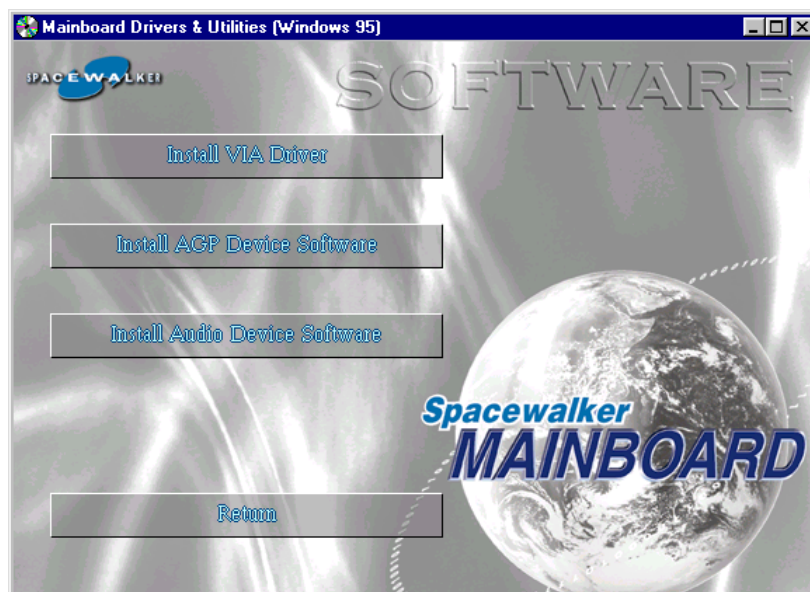 Mainboard Drivers & Utilities (Windows 95)
SPACEWALKER
SOFTWARE
Install VIA Driver
Install AGP Device Software
Install Audio Device Software
Spacewalker
MAINBOARD
Return